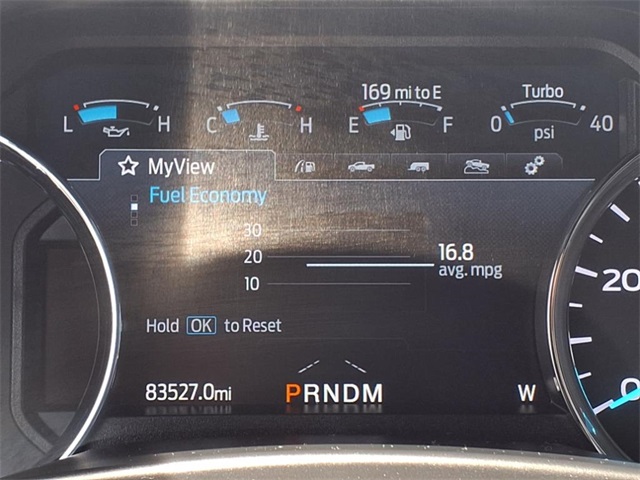 169 mi to E Turbo
L H C H E F 0 40
psi
MyView
Fuel Economy
30
20 16.8
avg. mpg
10
Hold OK to Reset
83527.0mi PRNDM W
20
0